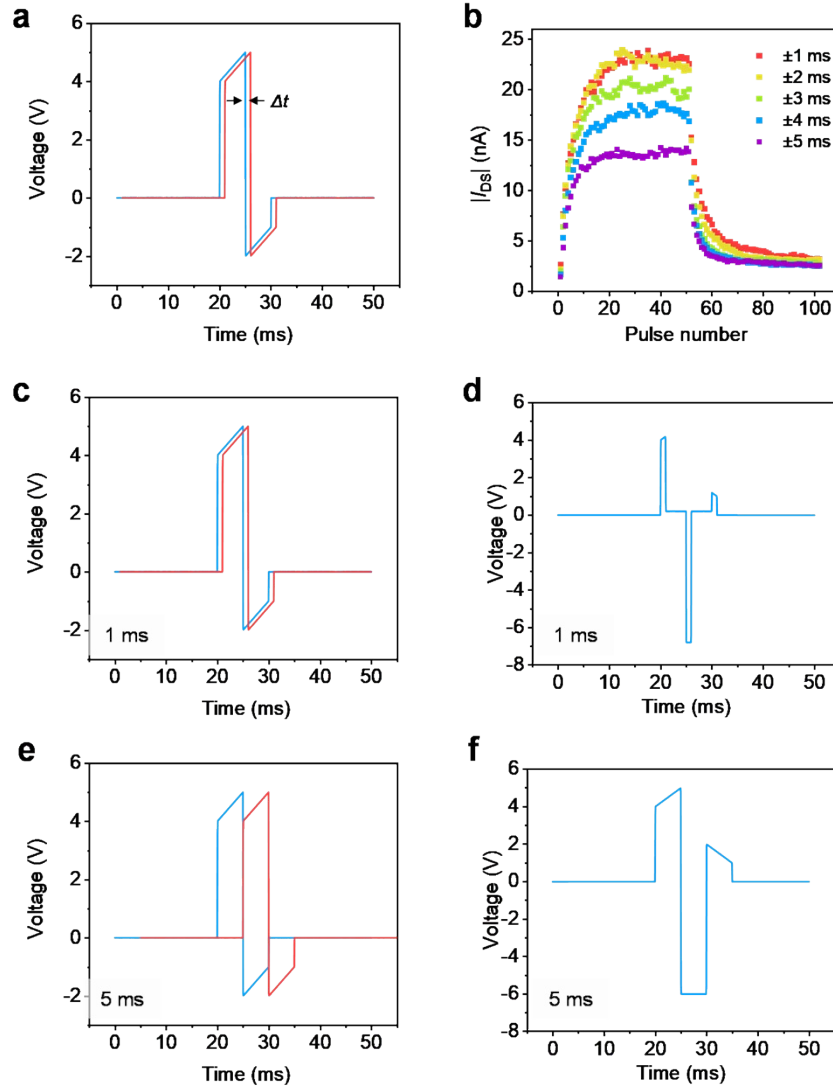 a
6
4
2
0
-2
0 10 20 30 40 50
Voltage (V)
Time (ms)
Δt
b
25
20
15
10
5
0
0 20 40 60 80 100
|I_DS| (nA)
Pulse number
±1 ms
±2 ms
±3 ms
±4 ms
±5 ms
c
6
4
2
0
-2
0 10 20 30 40 50
Voltage (V)
Time (ms)
1 ms
d
6
4
2
0
-2
-4
-6
-8
0 10 20 30 40 50
Voltage (V)
Time (ms)
1 ms
e
6
4
2
0
-2
0 10 20 30 40 50
Voltage (V)
Time (ms)
5 ms
f
6
4
2
0
-2
-4
-6
-8
0 10 20 30 40 50
Voltage (V)
Time (ms)
5 ms